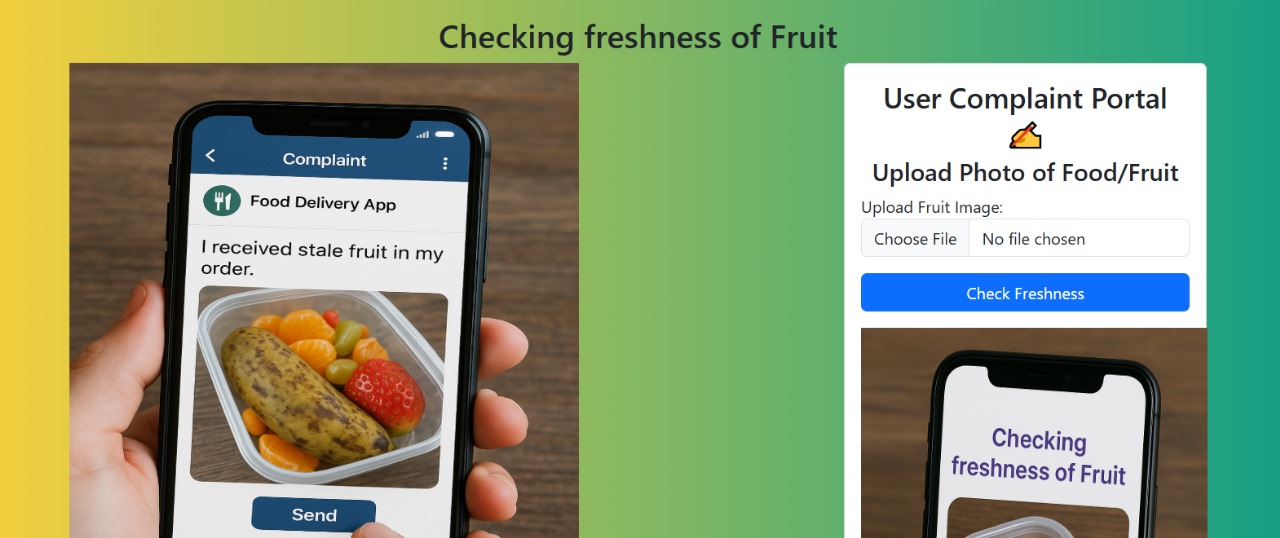 Checking freshness of Fruit
Complaint
Food Delivery App
I received stale fruit in my
order.
Send
User Complaint Portal
Upload Photo of Food/Fruit
Upload Fruit Image:
Choose File No file chosen
Check Freshness
Checking
freshness of Fruit